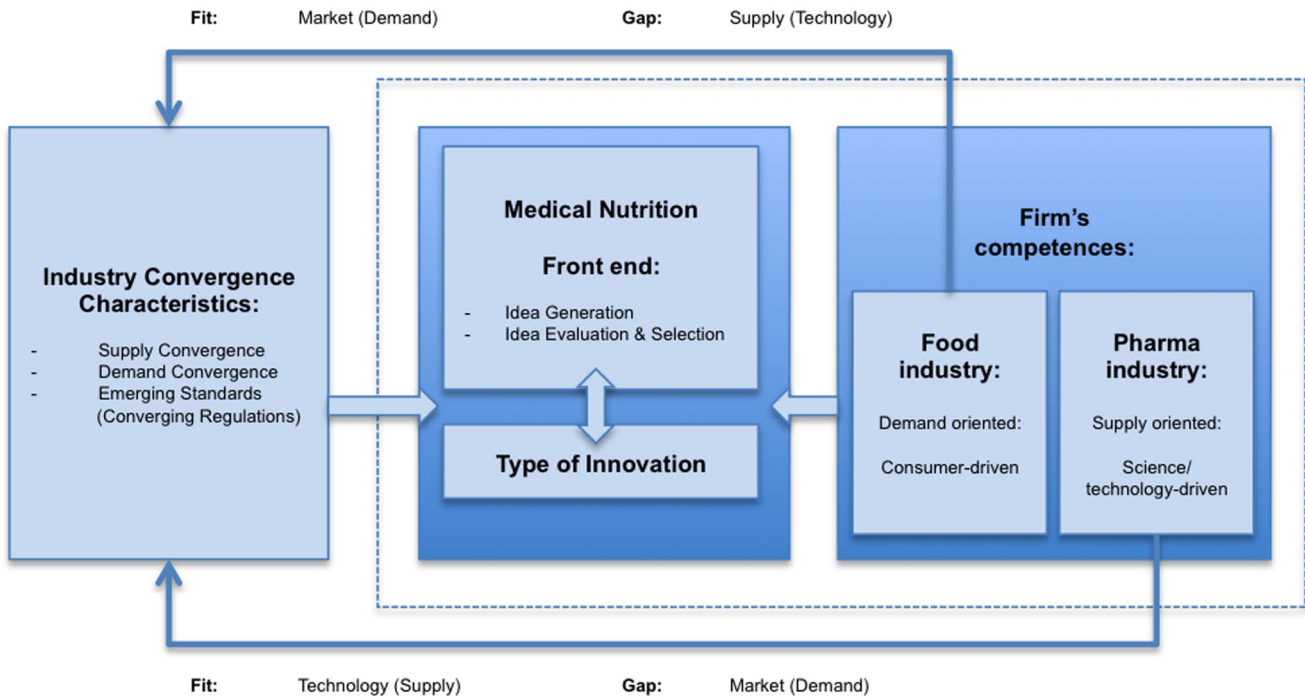 Fit: Market (Demand) Gap: Supply (Technology)
Industry Convergence
Characteristics:
- Supply Convergence
- Demand Convergence
- Emerging Standards
(Converging Regulations)
Medical Nutrition
Front end:
- Idea Generation
- Idea Evaluation & Selection
Type of Innovation
Firm's
competences:
Food
industry:
Demand oriented:
Consumer-driven
Pharma
industry:
Supply oriented:
Science/
technology-driven
Fit: Technology (Supply) Gap: Market (Demand)